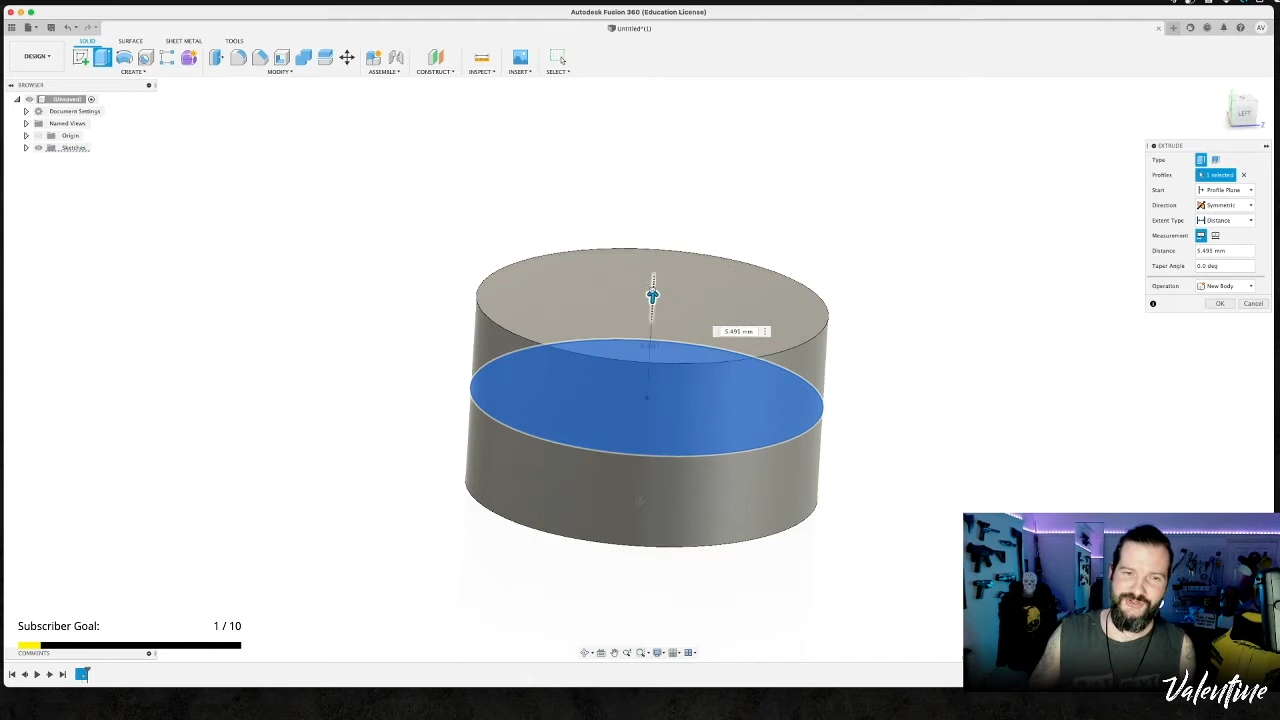 Autodesk Fusion 360 (Education License)
Untitled*(1)
AV
DESIGN
SOLID
SURFACE
SHEET METAL
TOOLS
CREATE
MODIFY
ASSEMBLE
CONSTRUCT
INSPECT
INSERT
SELECT
BROWSER
(Unsaved)
Document Settings
Named Views
Origin
Sketches
LEFT
Z
EXTRUDE
Type
Profiles
1 selected
Start
Profile Plane
Direction
Symmetric
Extent Type
Distance
Measurement
Distance
5.495 mm
Taper Angle
0.0 deg
Operation
New Body
OK
Cancel
5.495 mm
Subscriber Goal:
1 / 10
COMMENTS
Valentine